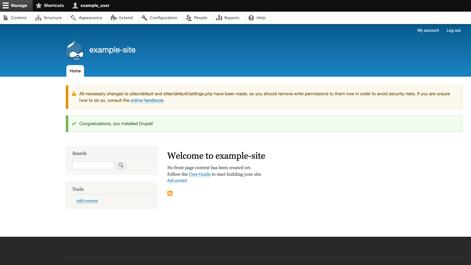 Manage Shortcuts example_user
Content Structure Appearance Extend Configuration People Reports Help
My account Log out
example-site
Home
All necessary changes to sites/default and sites/default/settings.php have been made, so you should remove write permissions to them now in order to avoid security risks. If you are unsure
how to do so, consult the online handbook.
Congratulations, you installed Drupal!
Search
Tools
Add content
Welcome to example-site
No front page content has been created yet.
Follow the User Guide to start building your site.
Add content